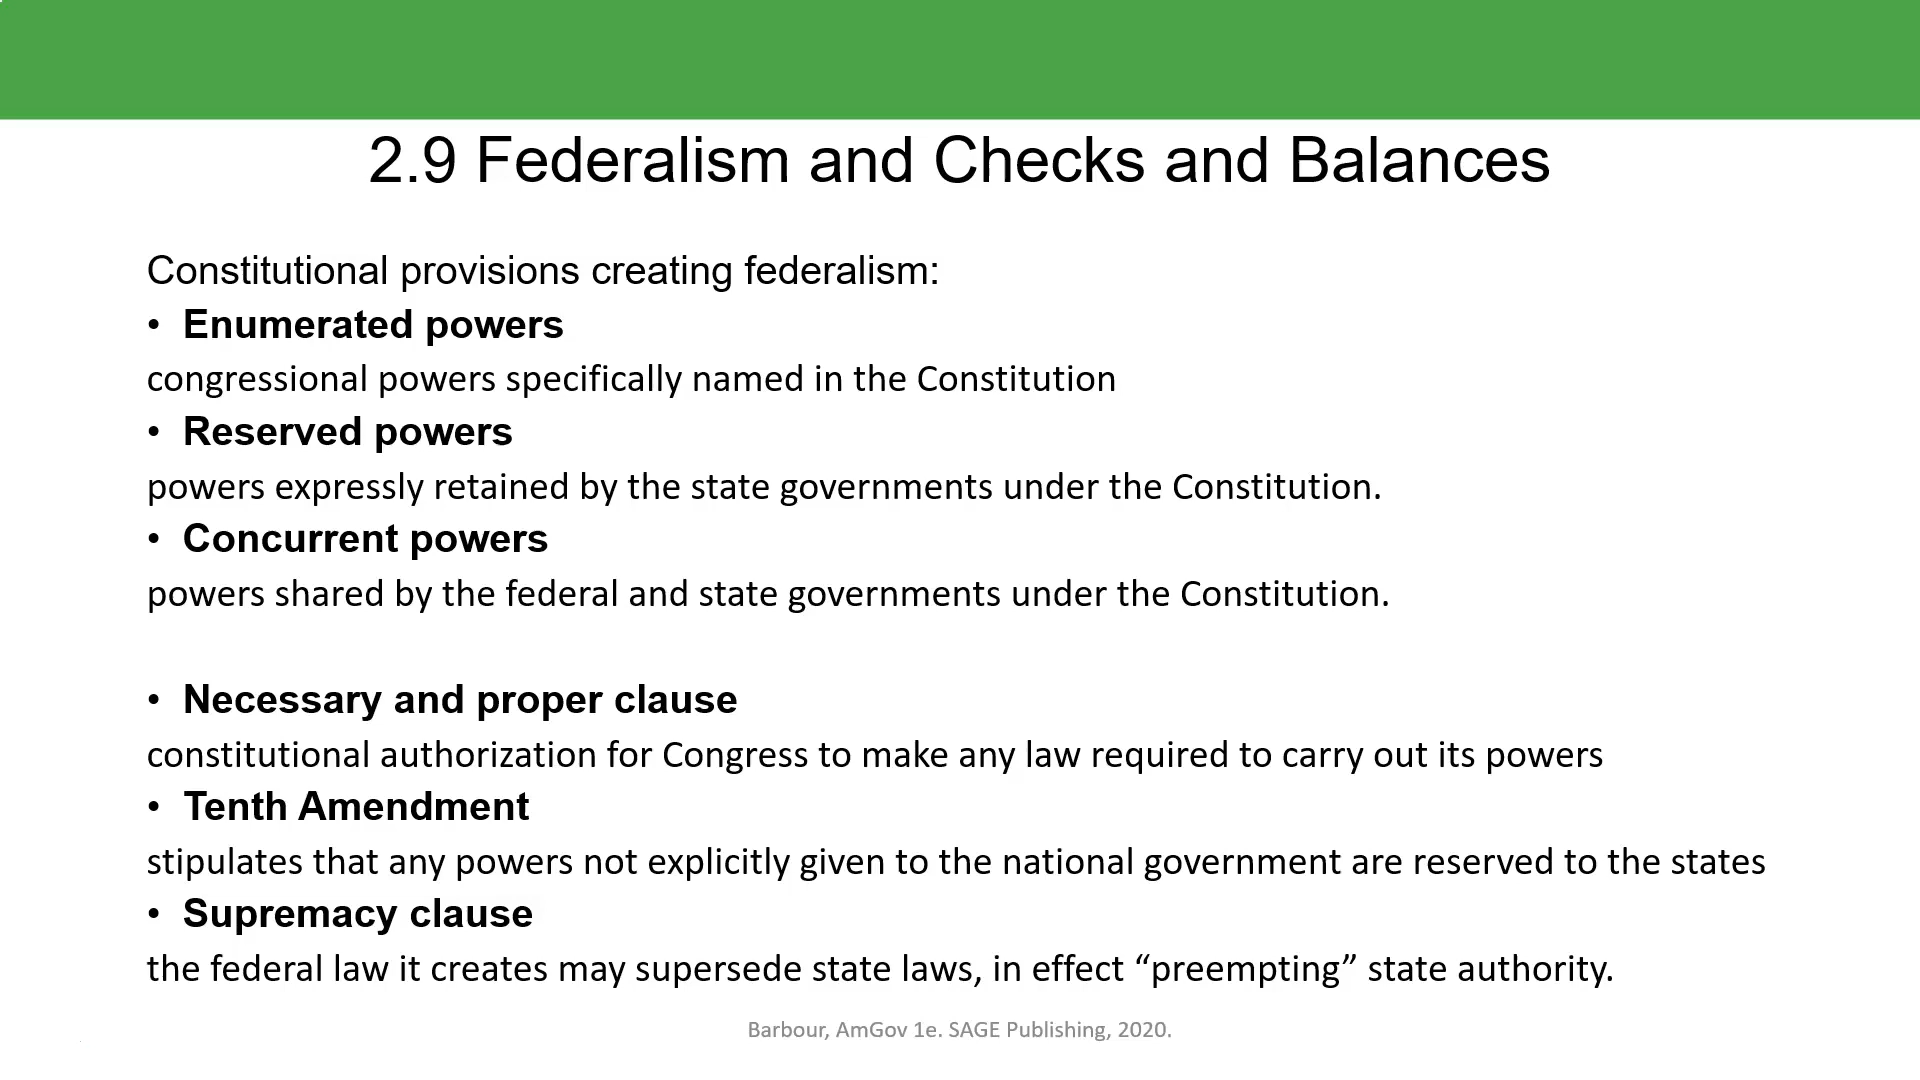 2.9 Federalism and Checks and Balances
Constitutional provisions creating federalism:
• Enumerated powers
congressional powers specifically named in the Constitution
• Reserved powers
powers expressly retained by the state governments under the Constitution.
• Concurrent powers
powers shared by the federal and state governments under the Constitution.
• Necessary and proper clause
constitutional authorization for Congress to make any law required to carry out its powers
• Tenth Amendment
stipulates that any powers not explicitly given to the national government are reserved to the states
• Supremacy clause
the federal law it creates may supersede state laws, in effect “preempting” state authority.
Barbour, AmGov 1e. SAGE Publishing, 2020.